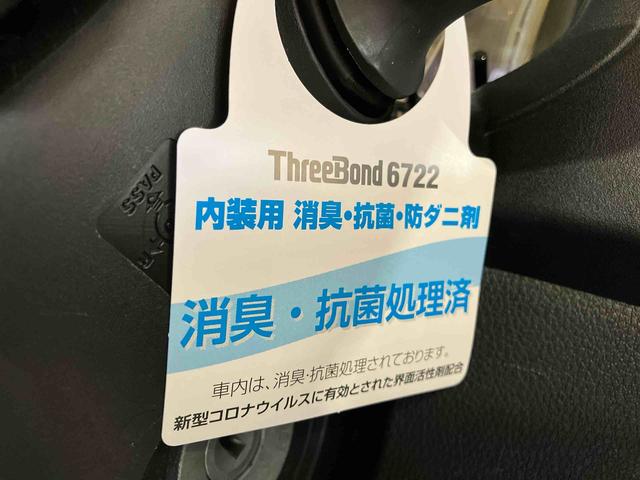 ThreeBond 6722
内装用 消臭・抗菌・防ダニ剤
消臭・抗菌処理済
車内は、消臭・抗菌処理されております。
新型コロナウイルスに有効とされた界面活性剤配合
PASS